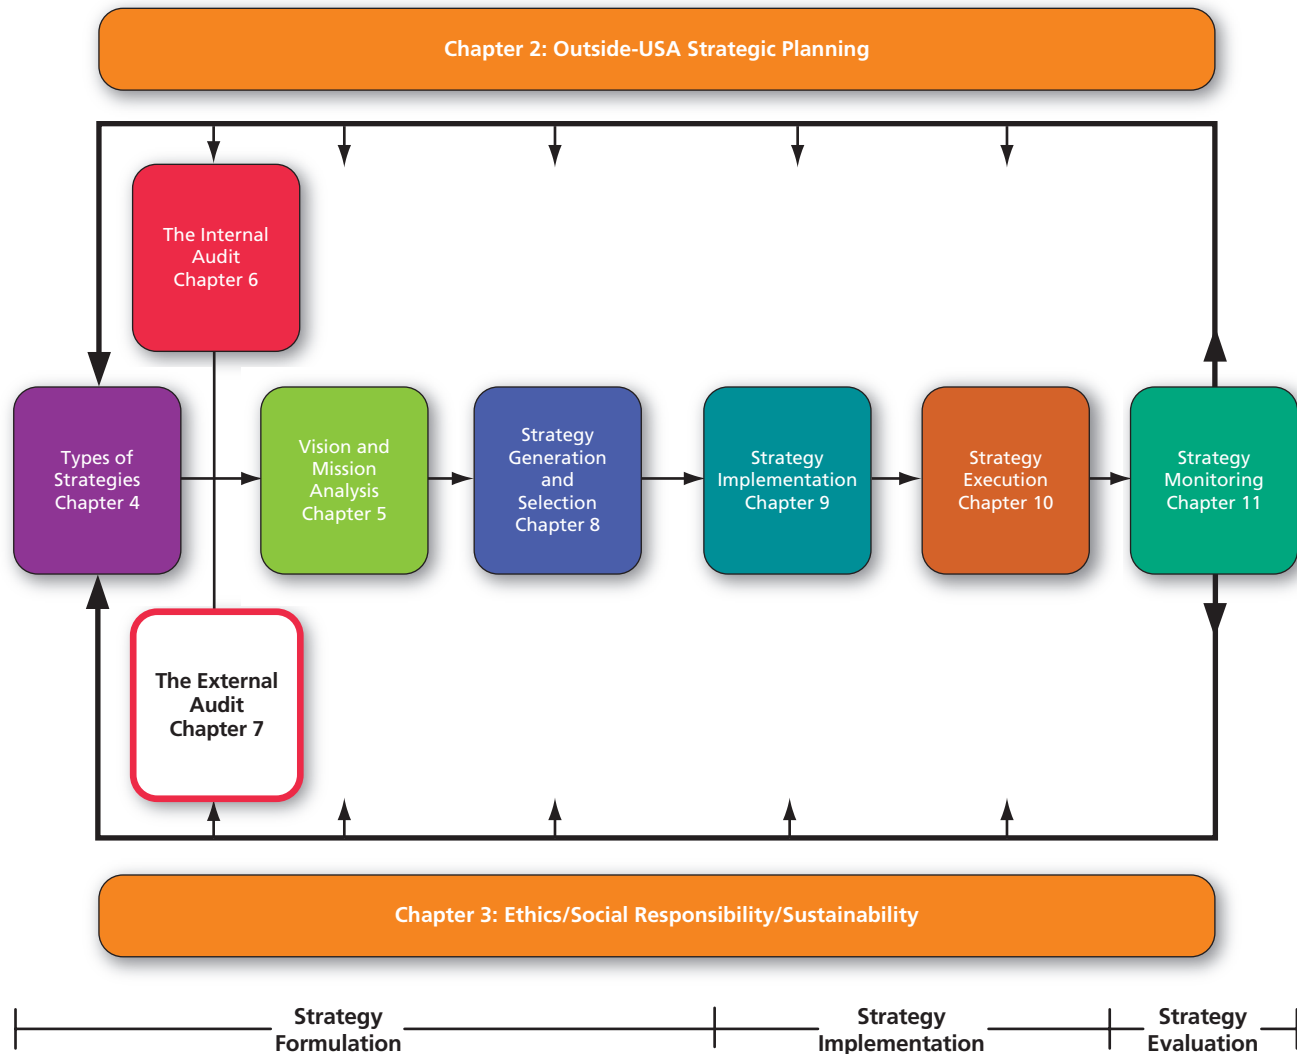 Chapter 2: Outside-USA Strategic Planning
The Internal
Audit
Chapter 6
Types of
Strategies
Chapter 4
Vision and
Mission
Analysis
Chapter 5
Strategy
Generation
and
Selection
Chapter 8
Strategy
Implementation
Chapter 9
Strategy
Execution
Chapter 10
Strategy
Monitoring
Chapter 11
The External
Audit
Chapter 7
Chapter 3: Ethics/Social Responsibility/Sustainability
Strategy
Formulation
Strategy
Implementation
Strategy
Evaluation